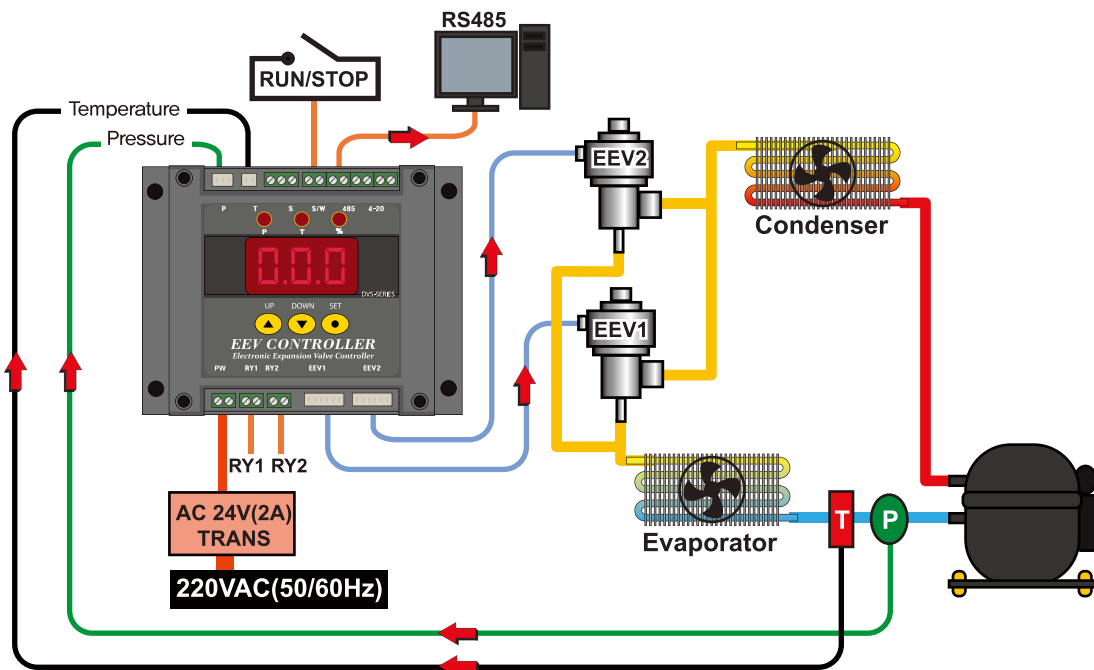 RS485
RUN/STOP
Temperature
Pressure
P T S S/W 485 4-20
P T %
0.0.0
DVS-SERIES
UP DOWN SET
EEV CONTROLLER
Electronic Expansion Valve Controller
PW RY1 RY2 EEV1 EEV2
RY1 RY2
AC 24V(2A)
TRANS
220VAC(50/60Hz)
EEV2
EEV1
Condenser
Evaporator
T
P